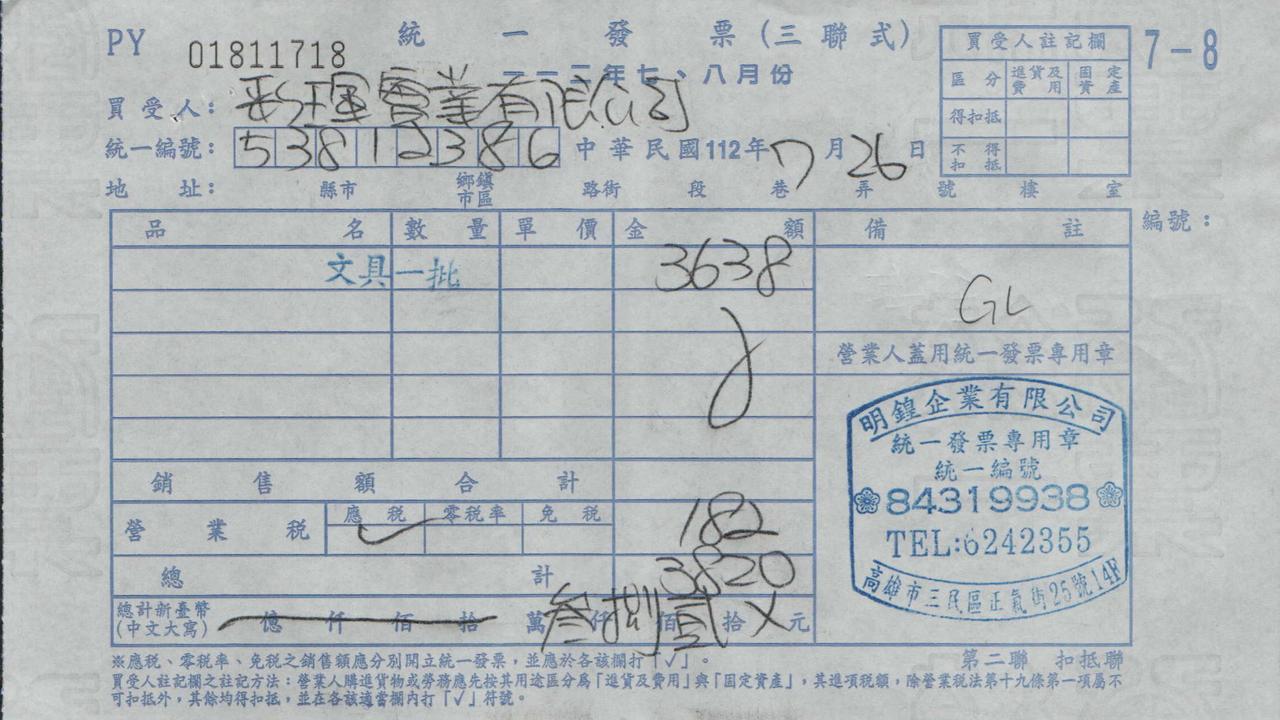 PY 01811718
統一發票(三聯式)
一一二年七、八月份
7-8
買受人註記欄
區分 進貨及費用 固定資產
得扣抵
不得扣抵
買受人: 實業有限公司
統一編號: 53812386 中華民國112年7月26日
地址: 縣市 鄉鎮市區 路街 段 巷 弄 號 樓 室
編號:
品名 數量 單價 金額 備註
文具一批 3638
GL
營業人蓋用統一發票專用章
明鍠企業有限公司
統一發票專用章
統一編號
84319938
TEL:6242355
高雄市三民區正氣街25號14F
銷售額合計
營業稅 應稅 ✓ 零稅率 免稅 182
總計 3820
總計新臺幣(中文大寫) 億 仟 佰 拾 萬 叁仟捌佰貳拾X元
※應稅、零稅率、免稅之銷售額應分別開立統一發票,並應於各該欄打「✓」。
第二聯 扣抵聯
買受人註記欄之註記方法:營業人購進貨物或勞務應先按其用途區分為「進貨及費用」與「固定資產」,其進項稅額,除營業稅法第十九條第一項屬不
可扣抵外,其餘均得扣抵,並在各該適當欄內打「✓」符號。